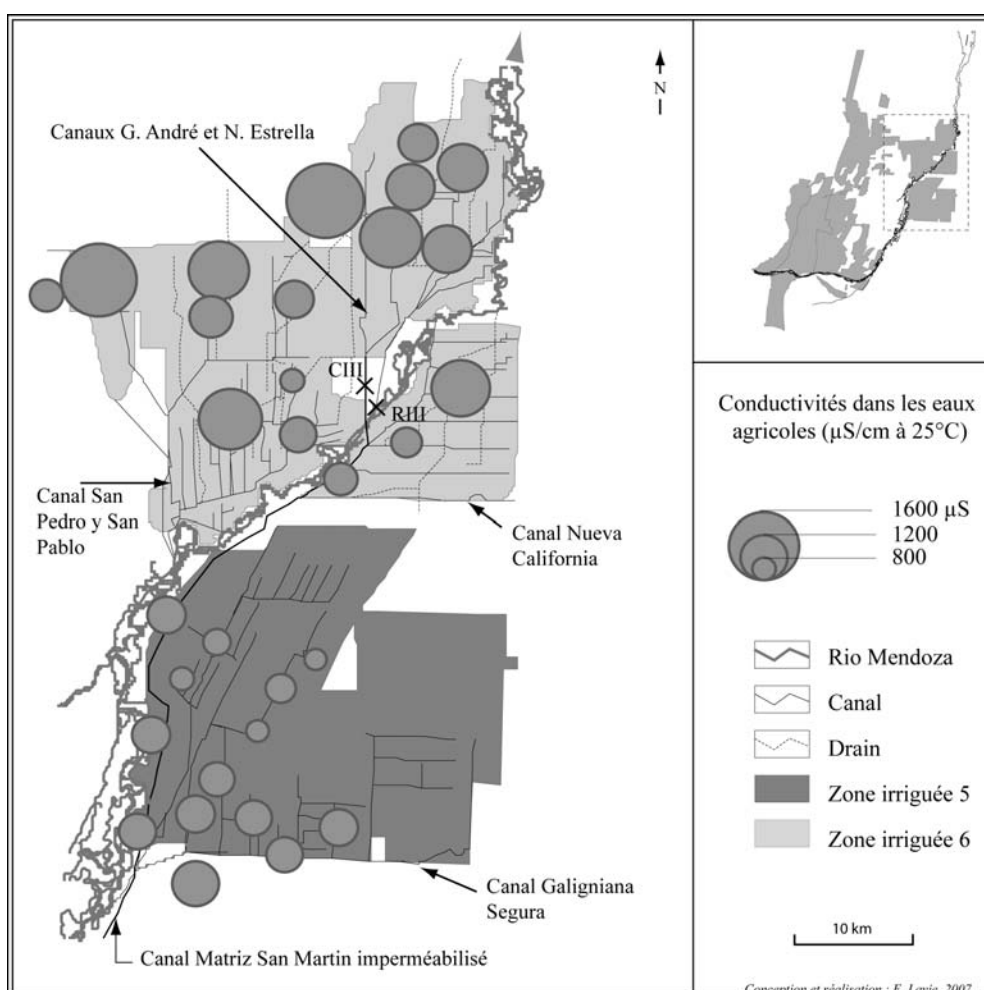 N
Canaux G. André et N. Estrella
CIII
RIII
Canal San
Pedro y San
Pablo
Canal Nueva
California
Canal Galigniana
Segura
Canal Matriz San Martin imperméabilisé
Conductivités dans les eaux
agricoles (µS/cm à 25°C)
1600 µS
1200
800
Rio Mendoza
Canal
Drain
Zone irriguée 5
Zone irriguée 6
10 km
Conception et réalisation : E. Lavie, 2007